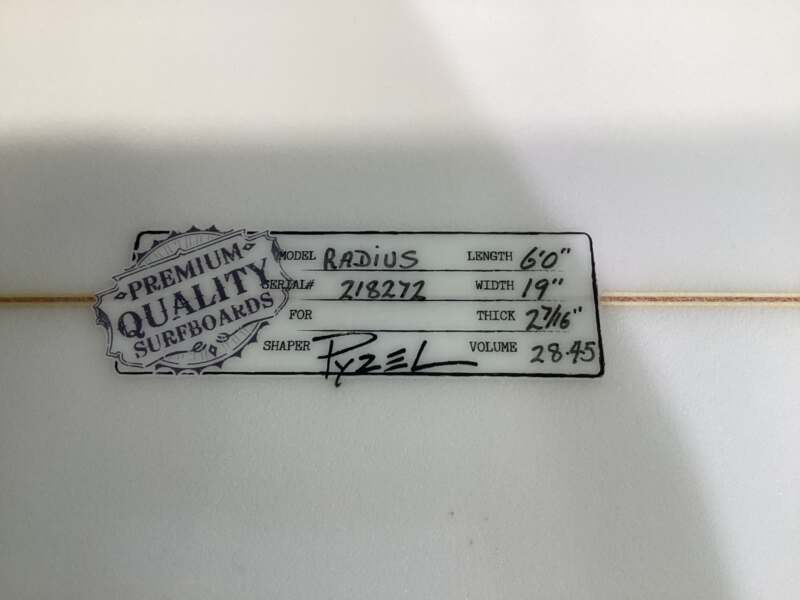 PREMIUM
QUALITY
SURFBOARDS
MODEL RADIUS LENGTH 6'0"
SERIAL# 218272 WIDTH 19"
FOR THICK 2 7/16"
SHAPER PYZEL VOLUME 28.45